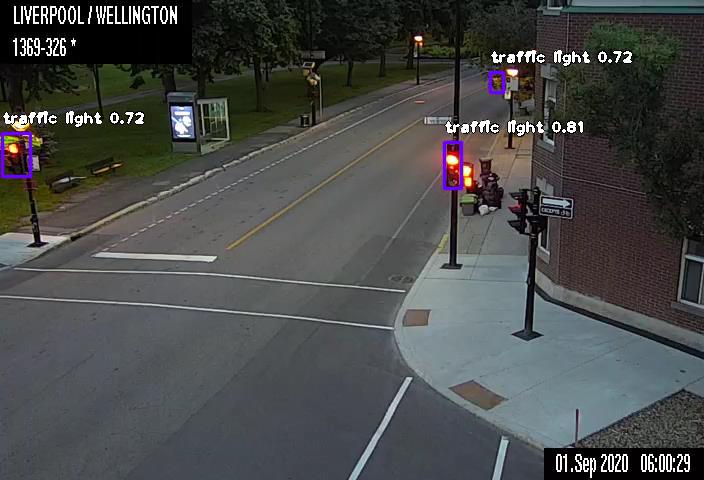 LIVERPOOL / WELLINGTON
1369-326 *
traffic light 0.72
traffic light 0.72
traffic light 0.81
01.Sep 2020 06:00:29